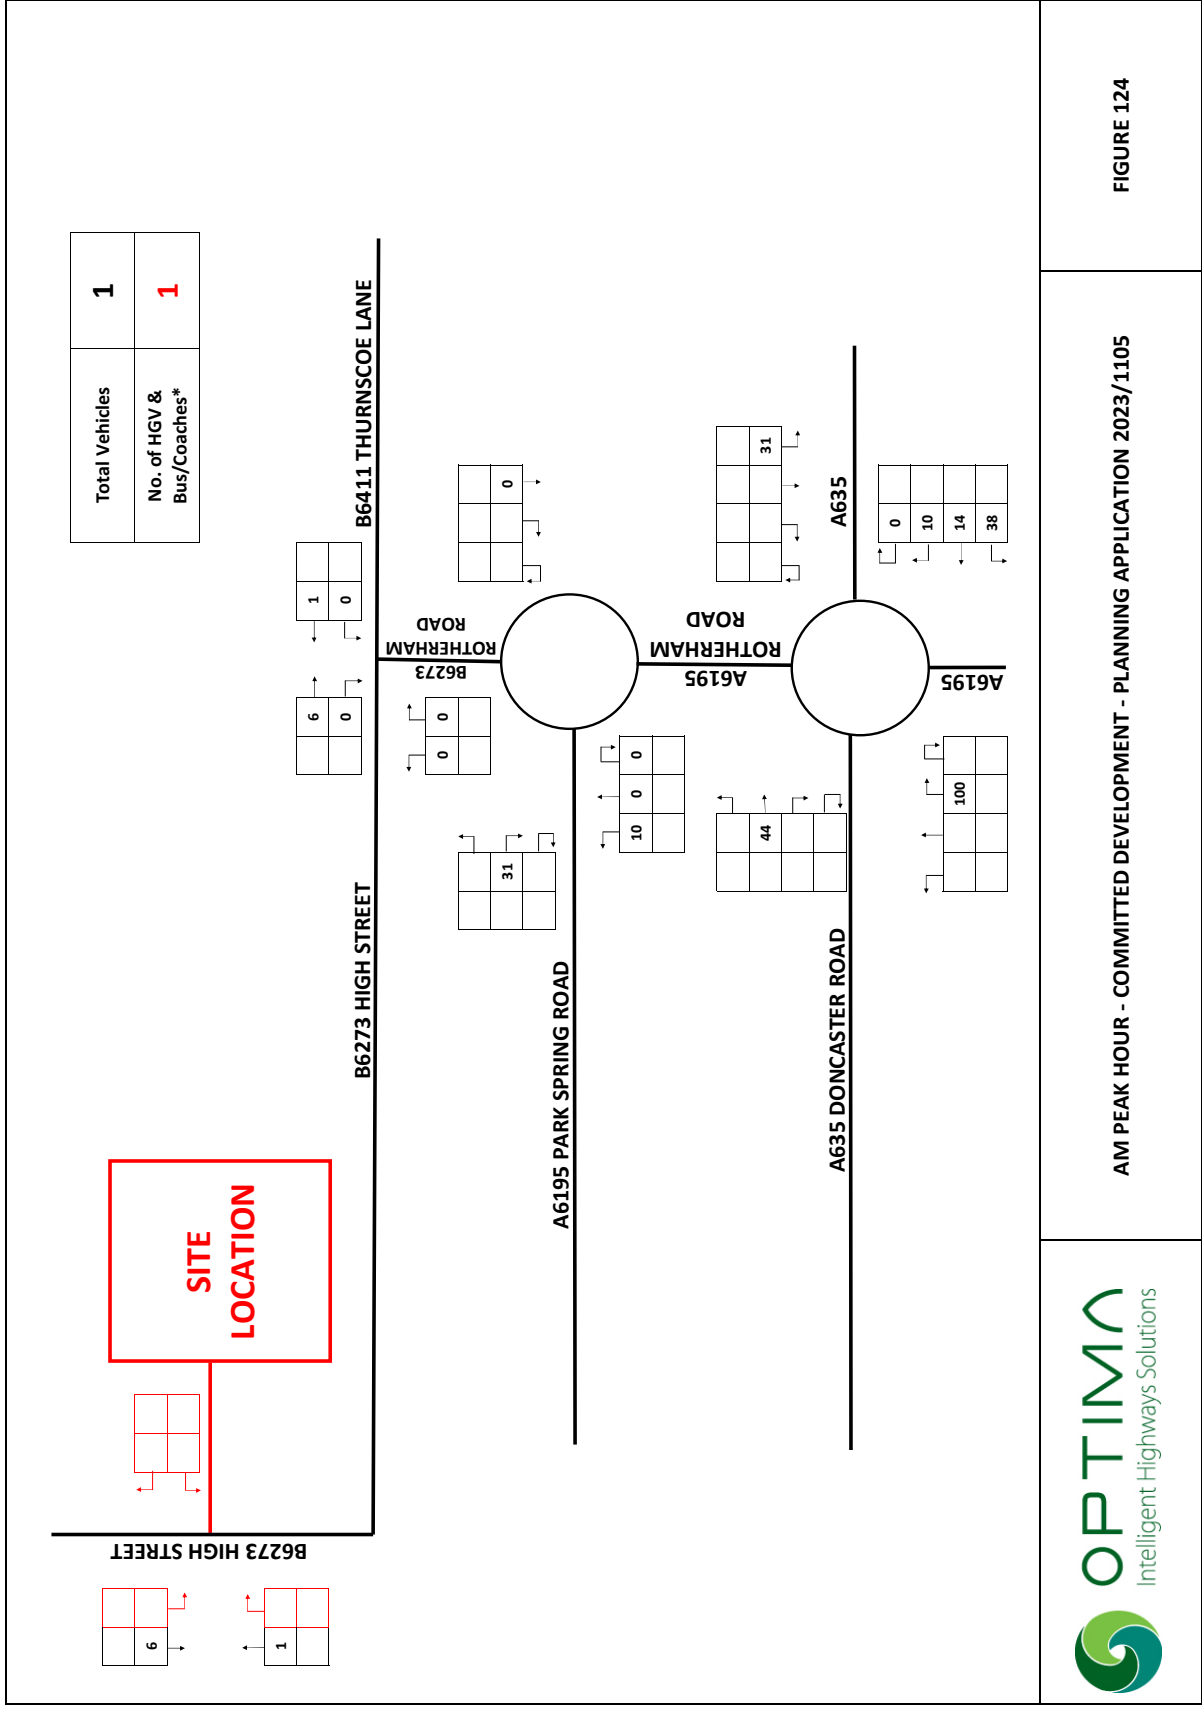 Total Vehicles
1
No. of HGV &
Bus/Coaches*
1
SITE
LOCATION
B6273 HIGH STREET
6
1
B6273 HIGH STREET
B6411 THURNSCOE LANE
6
0
1
0
B6273
ROTHERHAM
ROAD
0
0
31
0
A6195 PARK SPRING ROAD
10
0
0
A6195
ROTHERHAM
ROAD
44
31
A635 DONCASTER ROAD
A635
0
10
14
38
100
A6195
OPTIMA
Intelligent Highways Solutions
AM PEAK HOUR - COMMITTED DEVELOPMENT - PLANNING APPLICATION 2023/1105
FIGURE 124